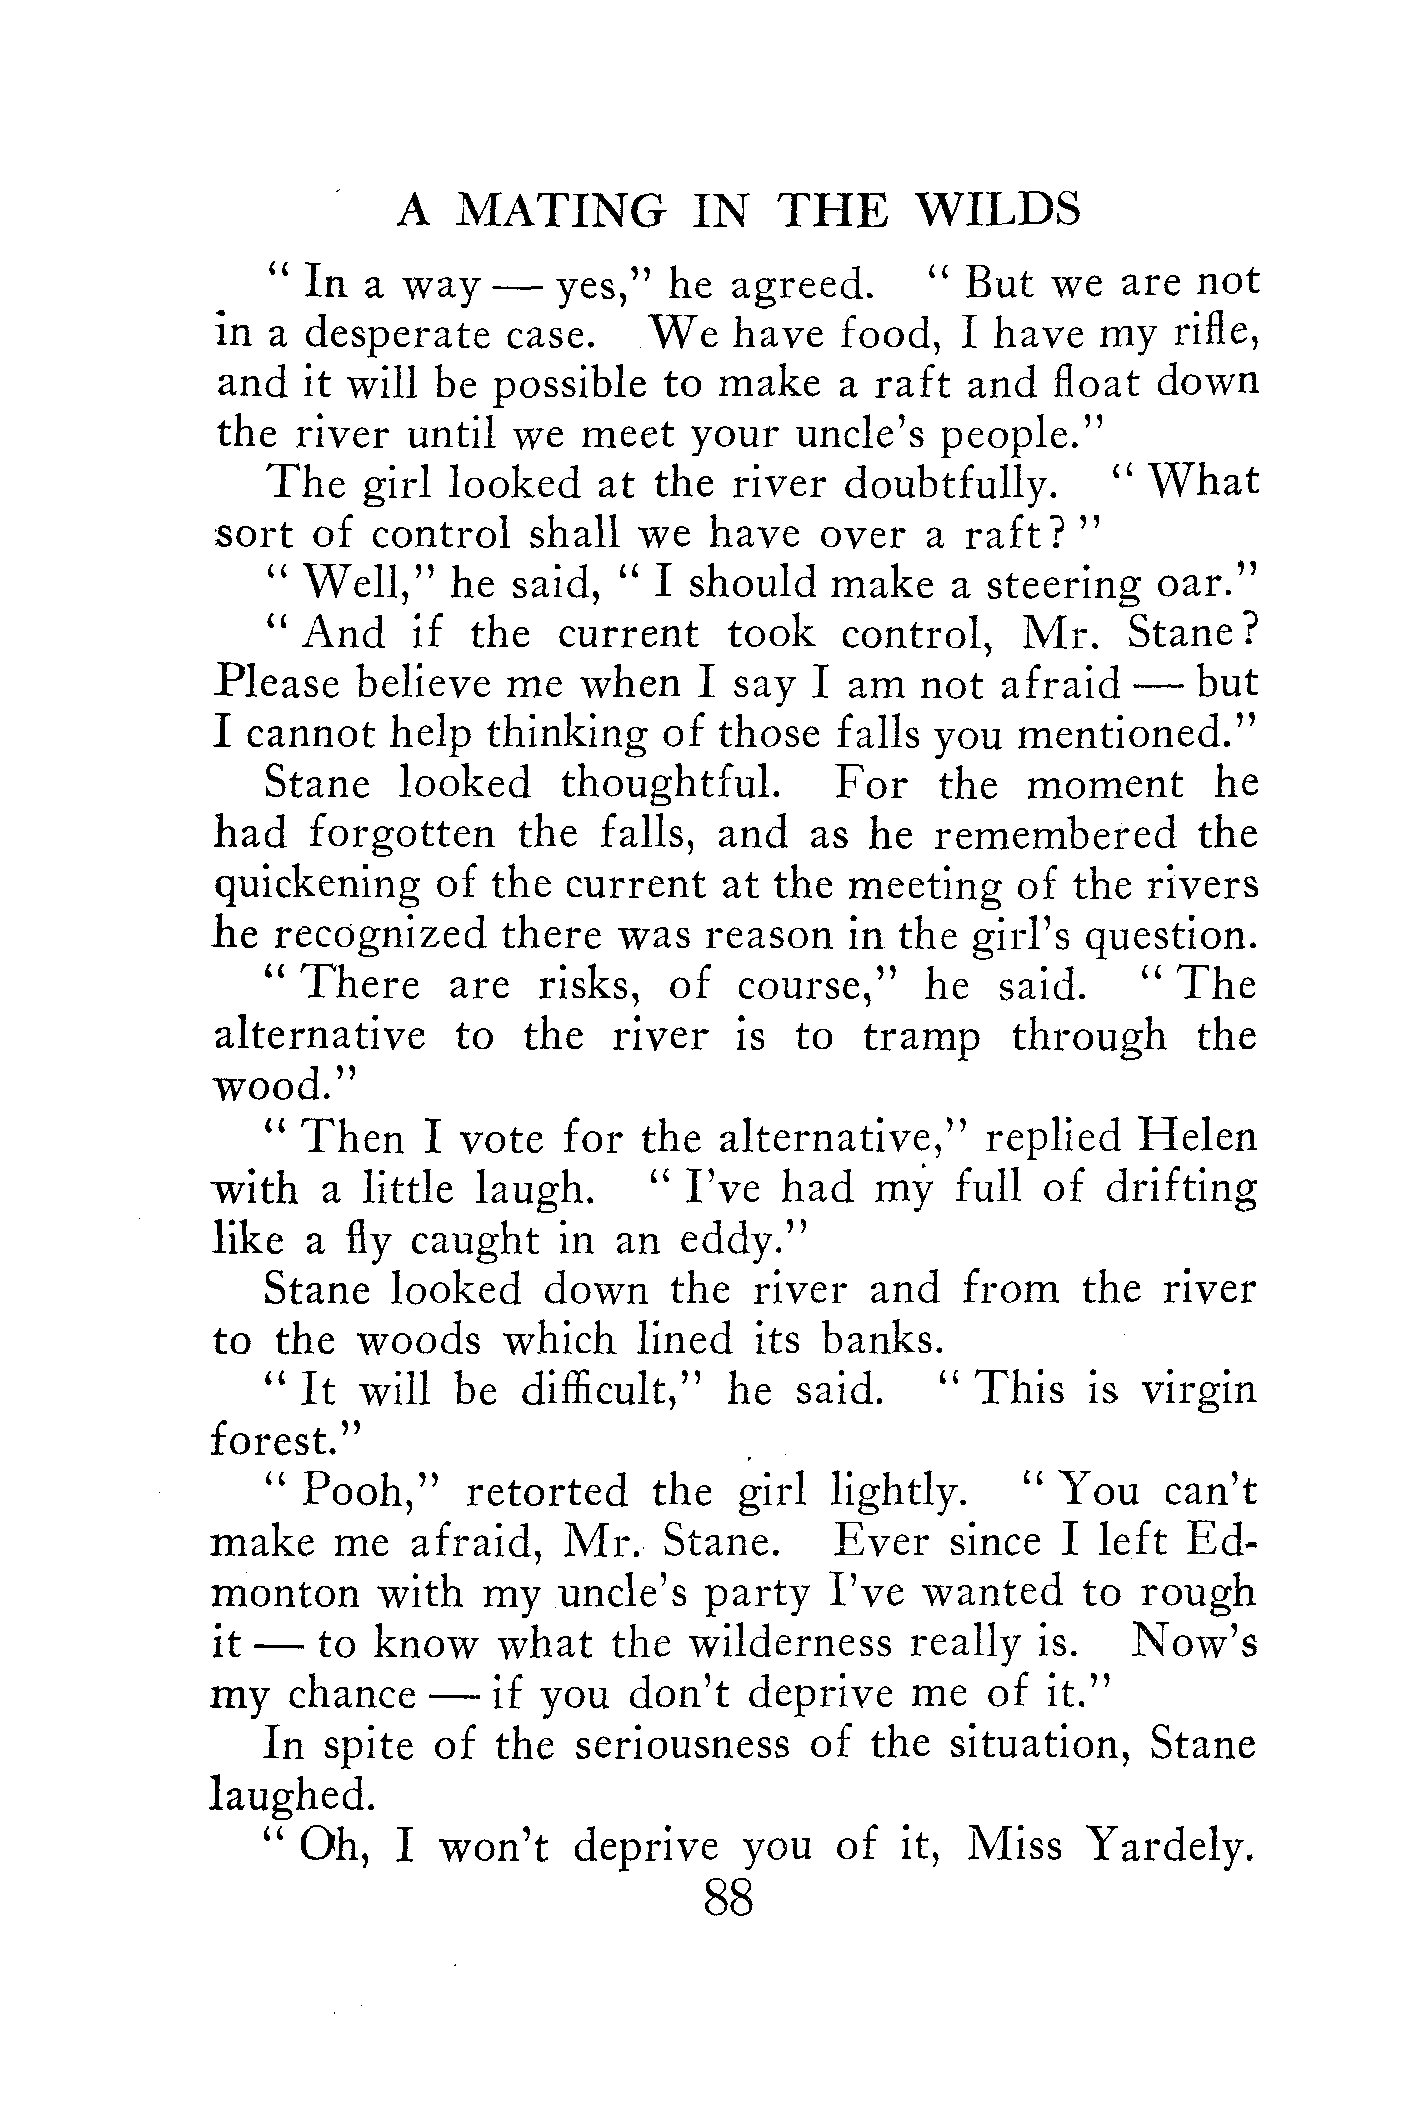 A MATING IN THE WILDS
“ In a way — yes,” he agreed. “ But we are not
in a desperate case. We have food, I have my rifle,
and it will be possible to make a raft and float down
the river until we meet your uncle’s people.”
The girl looked at the river doubtfully. “ What
sort of control shall we have over a raft? ”
“ Well,” he said, “ I should make a steering oar.”
“ And if the current took control, Mr. Stane?
Please believe me when I say I am not afraid — but
I cannot help thinking of those falls you mentioned.”
Stane looked thoughtful. For the moment he
had forgotten the falls, and as he remembered the
quickening of the current at the meeting of the rivers
he recognized there was reason in the girl’s question.
“ There are risks, of course,” he said. “ The
alternative to the river is to tramp through the
wood.”
“ Then I vote for the alternative,” replied Helen
with a little laugh. “ I’ve had my full of drifting
like a fly caught in an eddy.”
Stane looked down the river and from the river
to the woods which lined its banks.
“ It will be difficult,” he said. “ This is virgin
forest.”
“ Pooh,” retorted the girl lightly. “ You can’t
make me afraid, Mr. Stane. Ever since I left Ed-
monton with my uncle’s party I’ve wanted to rough
it — to know what the wilderness really is. Now’s
my chance — if you don’t deprive me of it.”
In spite of the seriousness of the situation, Stane
laughed.
“ Oh, I won’t deprive you of it, Miss Yardely.
88